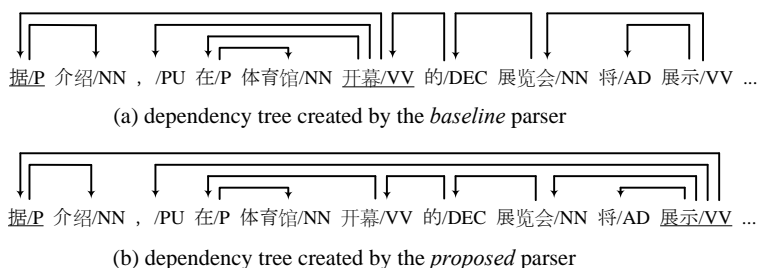 据/P 介绍/NN , /PU 在/P 体育馆/NN 开幕/VV 的/DEC 展览会/NN 将/AD 展示/VV ...
(a) dependency tree created by the baseline parser
据/P 介绍/NN , /PU 在/P 体育馆/NN 开幕/VV 的/DEC 展览会/NN 将/AD 展示/VV ...
(b) dependency tree created by the proposed parser